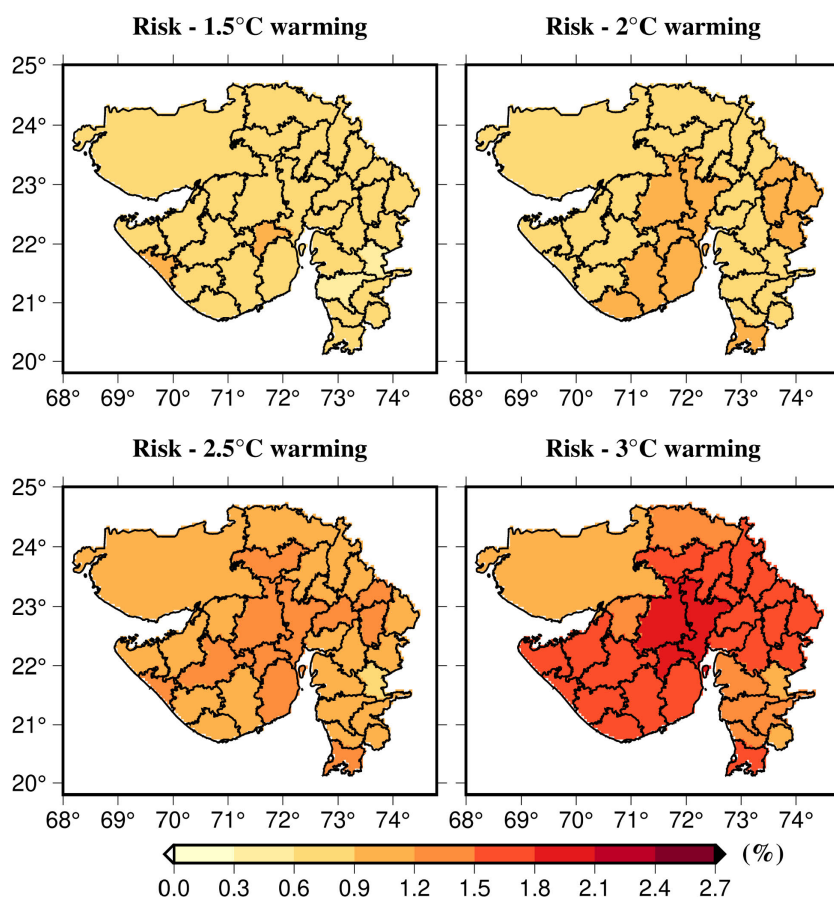 Risk - 1.5°C warming
Risk - 2°C warming
25°
24°
23°
22°
21°
20°
68° 69° 70° 71° 72° 73° 74°
68° 69° 70° 71° 72° 73° 74°
Risk - 2.5°C warming
Risk - 3°C warming
25°
24°
23°
22°
21°
20°
68° 69° 70° 71° 72° 73° 74°
68° 69° 70° 71° 72° 73° 74°
(%)
0.0 0.3 0.6 0.9 1.2 1.5 1.8 2.1 2.4 2.7